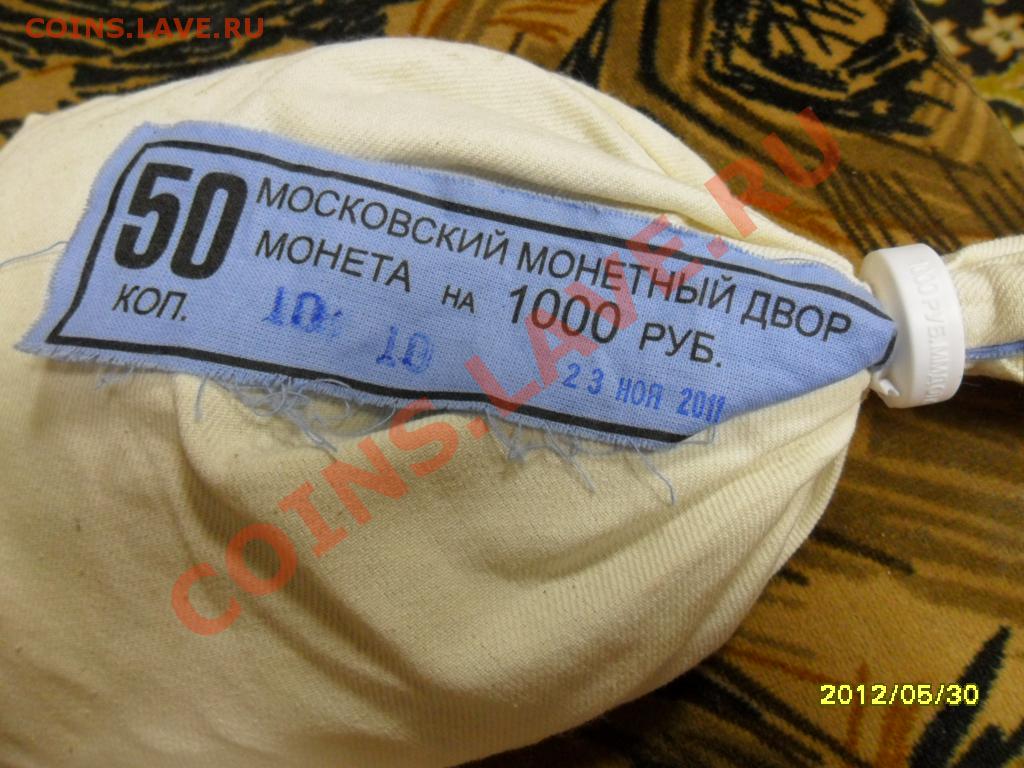 COINS.LAVE.RU
50
КОП.
МОСКОВСКИЙ МОНЕТНЫЙ ДВОР
МОНЕТА НА 1000 РУБ.
10 10
23 НОЯ 2011
COINS.LAVE.RU
2012/05/30